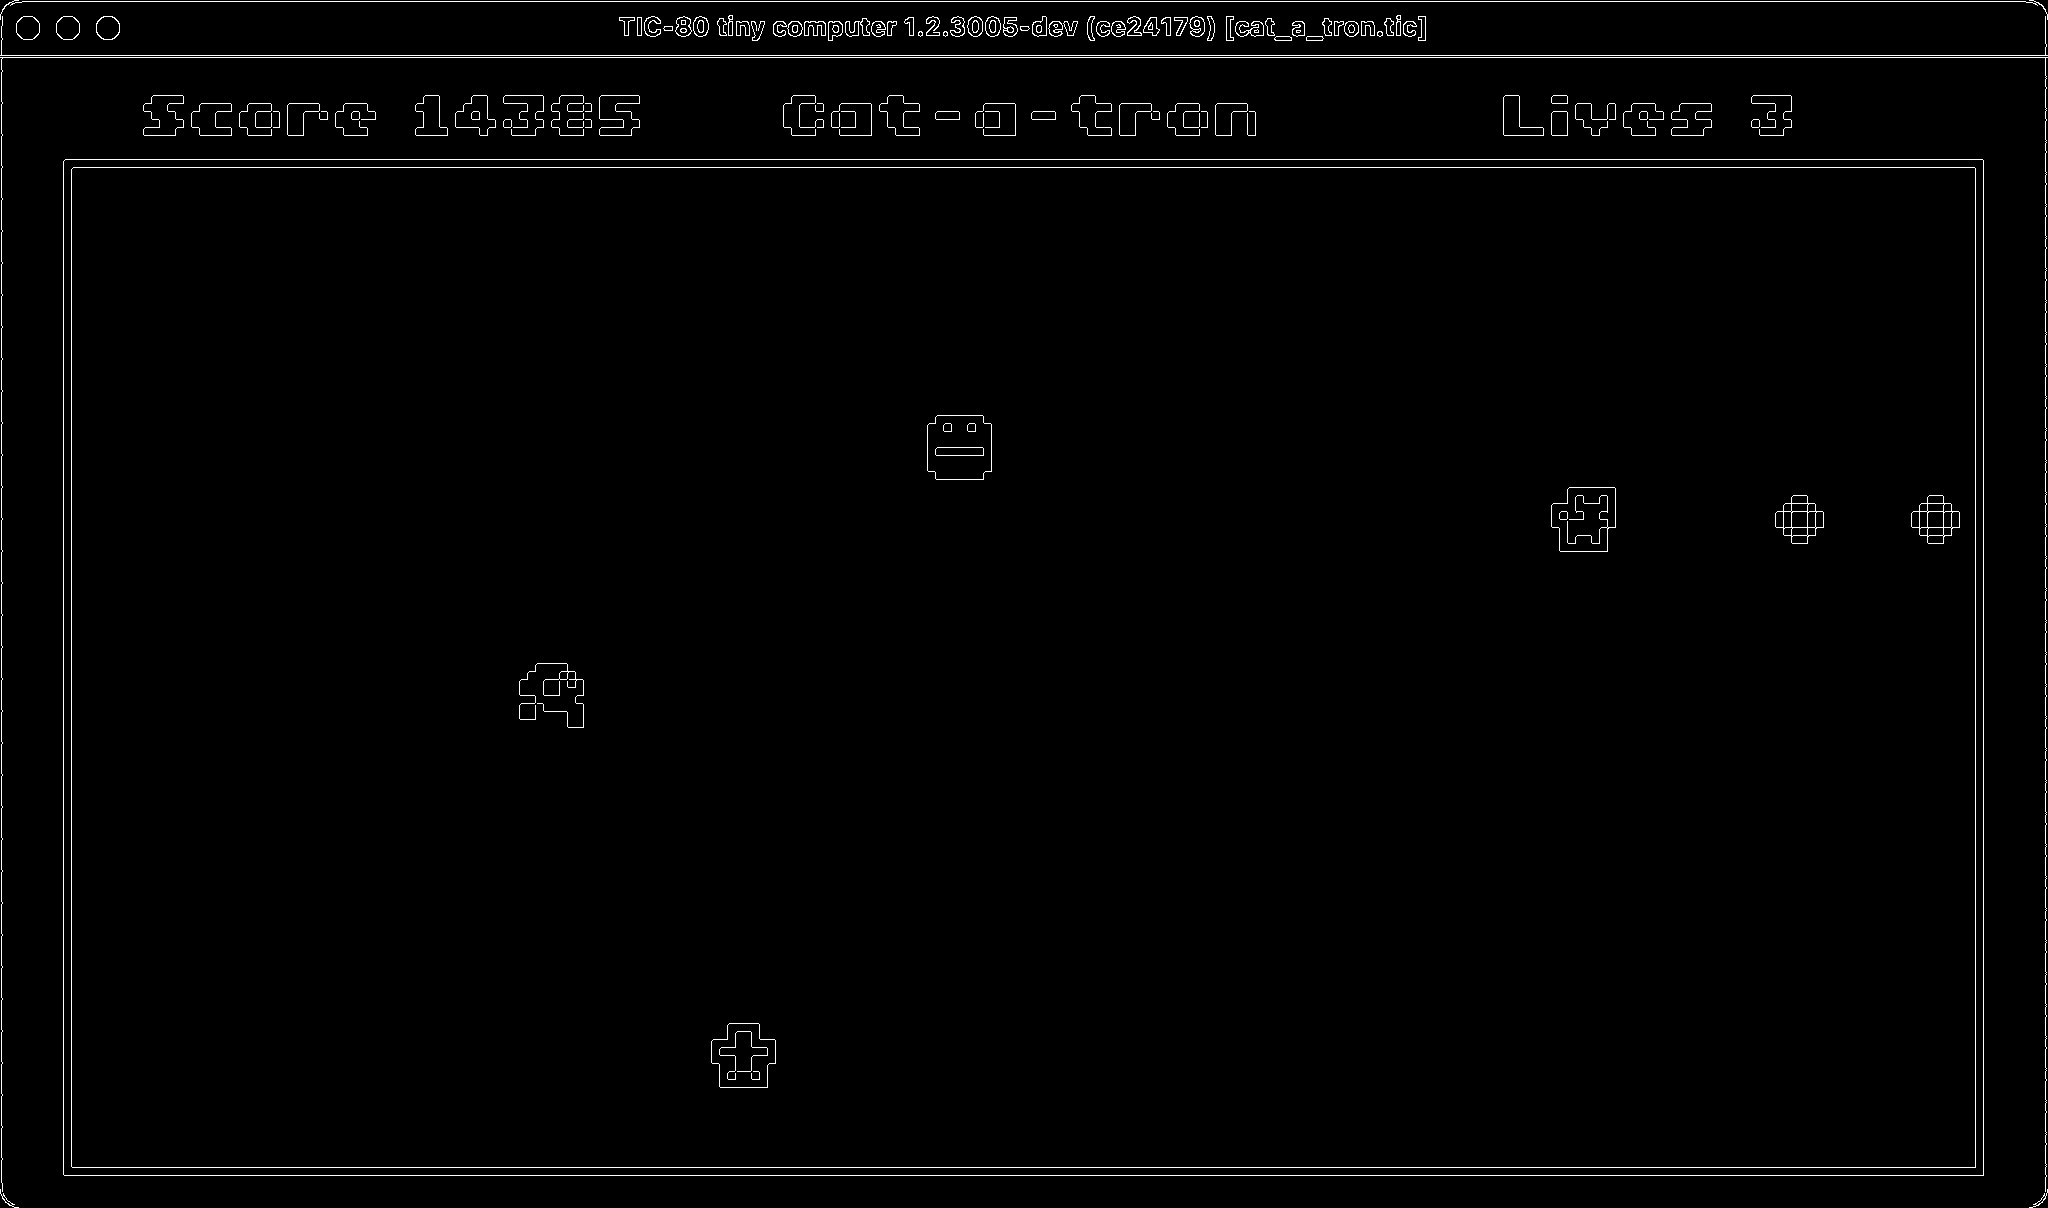 TIC-80 tiny computer 1.2.3005-dev (ce24179) [cat_a_tron.tic]
Score 14385 Cat-a-tron Lives 3